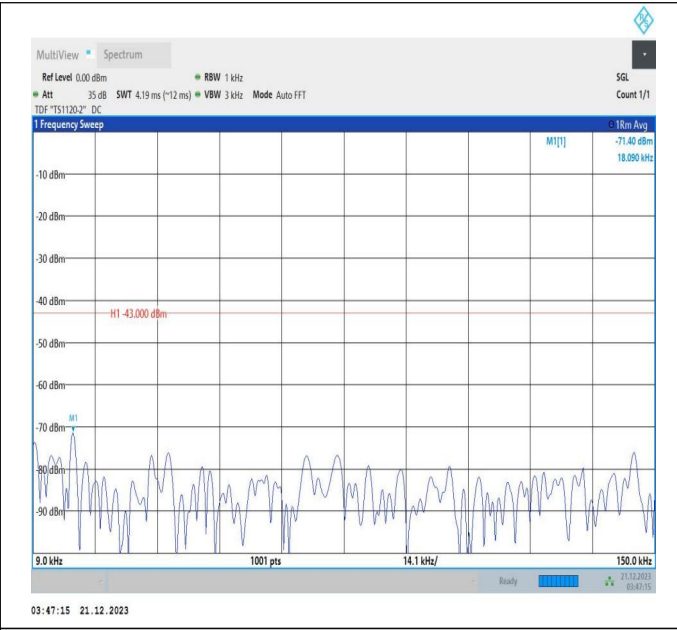 MultiView Spectrum
Ref Level 0.00 dBm RBW 1 kHz SGL
Att 35 dB SWT 4.19 ms (~12 ms) VBW 3 kHz Mode Auto FFT Count 1/1
TDF "TS1120-2" DC
1 Frequency Sweep 1Rm Avg
M1[1] -71.40 dBm
18.090 kHz
-10 dBm
-20 dBm
-30 dBm
-40 dBm
H1 -43.000 dBm
-50 dBm
-60 dBm
M1
-70 dBm
-80 dBm
-90 dBm
9.0 kHz 1001 pts 14.1 kHz/ 150.0 kHz
Ready 21.12.2023
03:47:15
03:47:15 21.12.2023